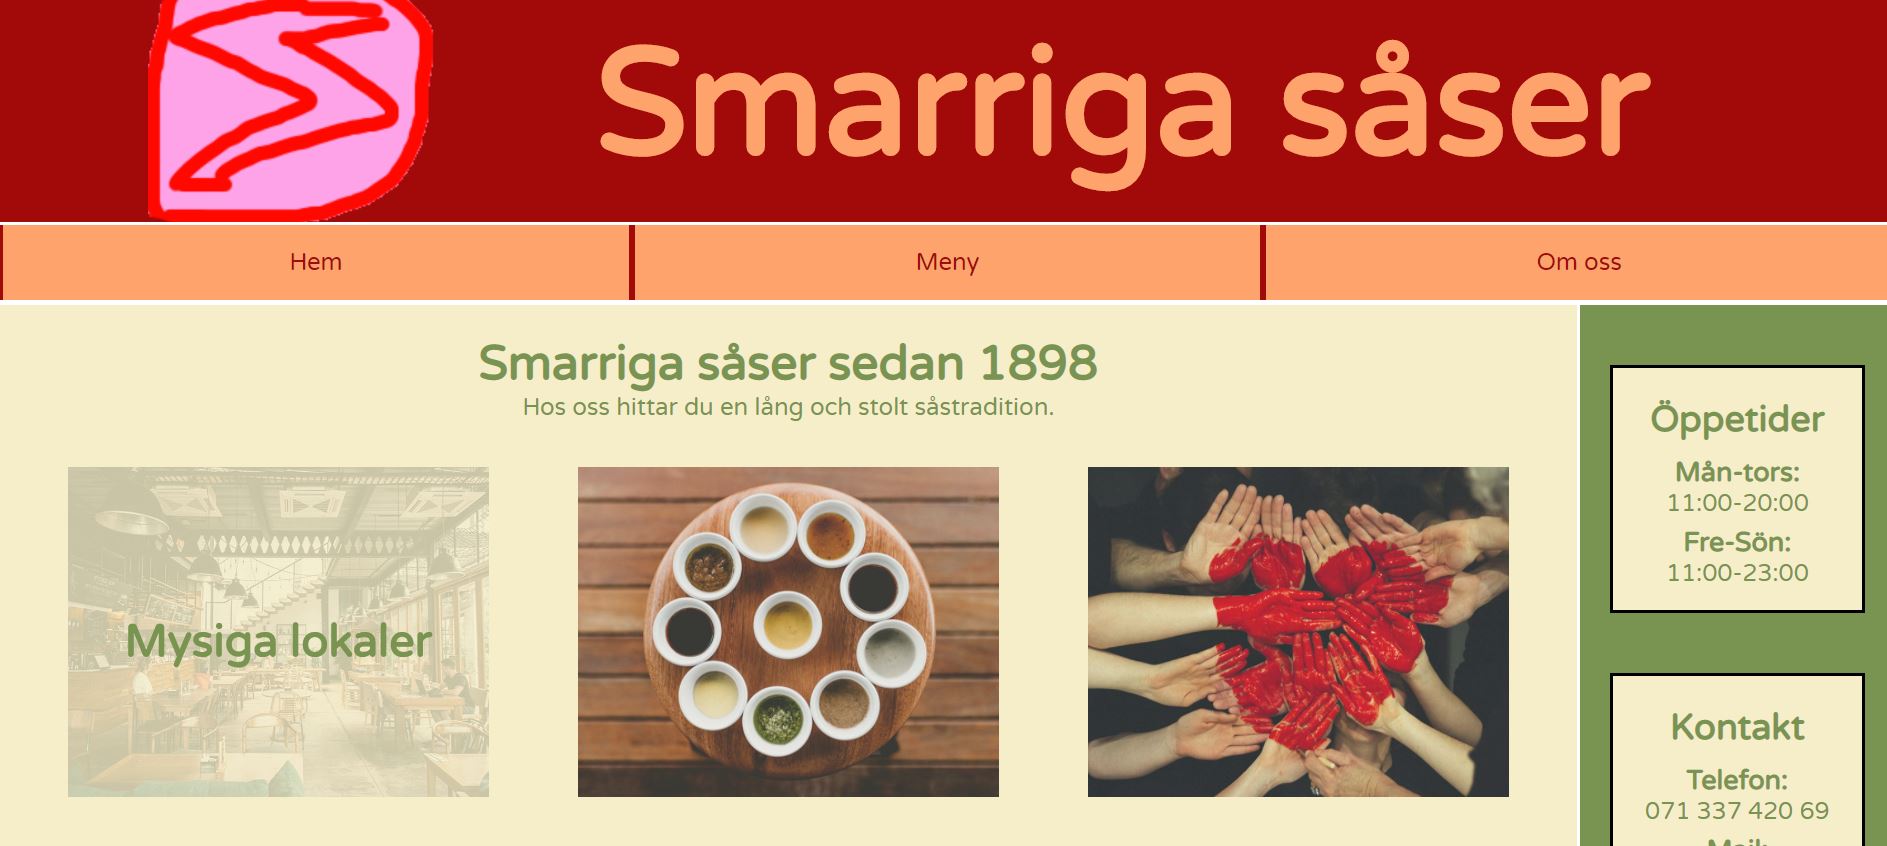 Smarriga såser
Hem
Meny
Om oss
Smarriga såser sedan 1898
Hos oss hittar du en lång och stolt såstradition.
Mysiga lokaler
Öppetider
Mån-tors:
11:00-20:00
Fre-Sön:
11:00-23:00
Kontakt
Telefon:
071 337 420 69